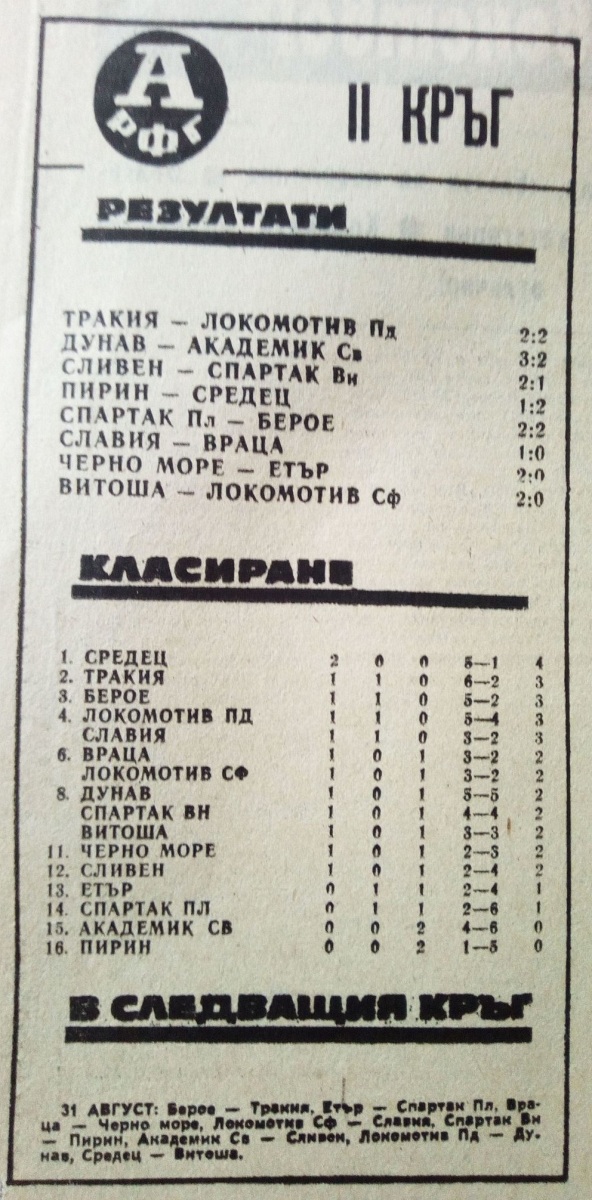 А
РФГ
II КРЪГ
РЕЗУЛТАТИ
ТРАКИЯ — ЛОКОМОТИВ Пд 2:2
ДУНАВ — АКАДЕМИК Св 3:2
СЛИВЕН — СПАРТАК Вн 2:1
ПИРИН — СРЕДЕЦ 1:2
СПАРТАК Пл — БЕРОЕ 2:2
СЛАВИЯ — ВРАЦА 1:0
ЧЕРНО МОРЕ — ЕТЪР 2:0
ВИТОША — ЛОКОМОТИВ Сф 2:0
КЛАСИРАНЕ
1. СРЕДЕЦ 2 0 0 5—1 4
2. ТРАКИЯ 1 1 0 6—2 3
3. БЕРОЕ 1 1 0 5—2 3
4. ЛОКОМОТИВ ПД 1 1 0 5—4 3
СЛАВИЯ 1 1 0 3—2 3
6. ВРАЦА 1 0 1 3—2 2
ЛОКОМОТИВ СФ 1 0 1 3—2 2
8. ДУНАВ 1 0 1 5—5 2
СПАРТАК ВН 1 0 1 4—4 2
ВИТОША 1 0 1 3—3 2
11. ЧЕРНО МОРЕ 1 0 1 2—3 2
12. СЛИВЕН 1 0 1 2—4 2
13. ЕТЪР 0 1 1 2—4 1
14. СПАРТАК ПЛ 0 1 1 2—6 1
15. АКАДЕМИК СВ 0 0 2 4—6 0
16. ПИРИН 0 0 2 1—5 0
В СЛЕДВАЩИЯ КРЪГ
31 АВГУСТ: Берое — Тракия, Етър — Спартак Пл, Вра-
ца — Черно море, Локомотив Сф — Славия, Спартак Вн
— Пирин, Академик Св — Сливен, Локомотив Пд — Ду-
нав, Средец — Витоша.